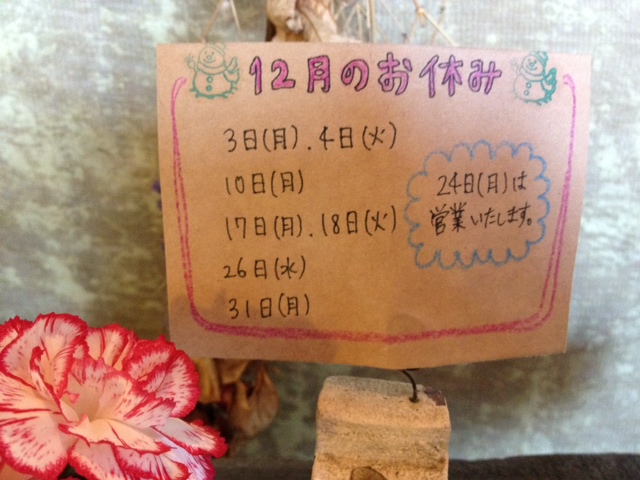 12月のお休み
3日(月).4日(火)
10日(月)
17日(月).18日(火)
26日(水)
31日(月)
24日(月)は
営業いたします。